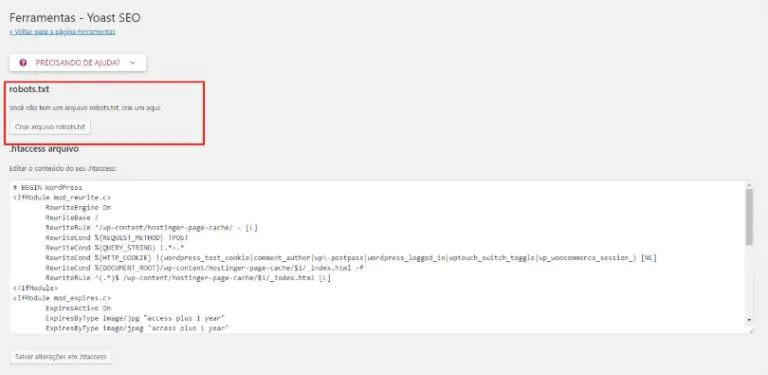 Ferramentas - Yoast SEO
« Voltar para a página Ferramentas
PRECISANDO DE AJUDA?
robots.txt
Você não tem um arquivo robots.txt, crie um aqui:
Criar arquivo robots.txt
.htaccess arquivo
Editar o conteúdo do seu .htaccess:
# BEGIN WordPress
<IfModule mod_rewrite.c>
RewriteEngine On
RewriteBase /
RewriteRule ^/wp-content/hostinger-page-cache/ - [L]
RewriteCond %{REQUEST_METHOD} !POST
RewriteCond %{QUERY_STRING} !.*=.*
RewriteCond %{HTTP_COOKIE} !(wordpress_test_cookie|comment_author|wp\-postpass|wordpress_logged_in|wptouch_switch_toggle|wp_woocommerce_session_) [NC]
RewriteCond %{DOCUMENT_ROOT}/wp-content/hostinger-page-cache/$1/_index.html -f
RewriteRule ^(.*)$ /wp-content/hostinger-page-cache/$1/_index.html [L]
</IfModule>
<IfModule mod_expires.c>
ExpiresActive On
ExpiresByType image/jpg "access plus 1 year"
ExpiresByType image/jpeg "access plus 1 year"
Salvar alterações em .htaccess